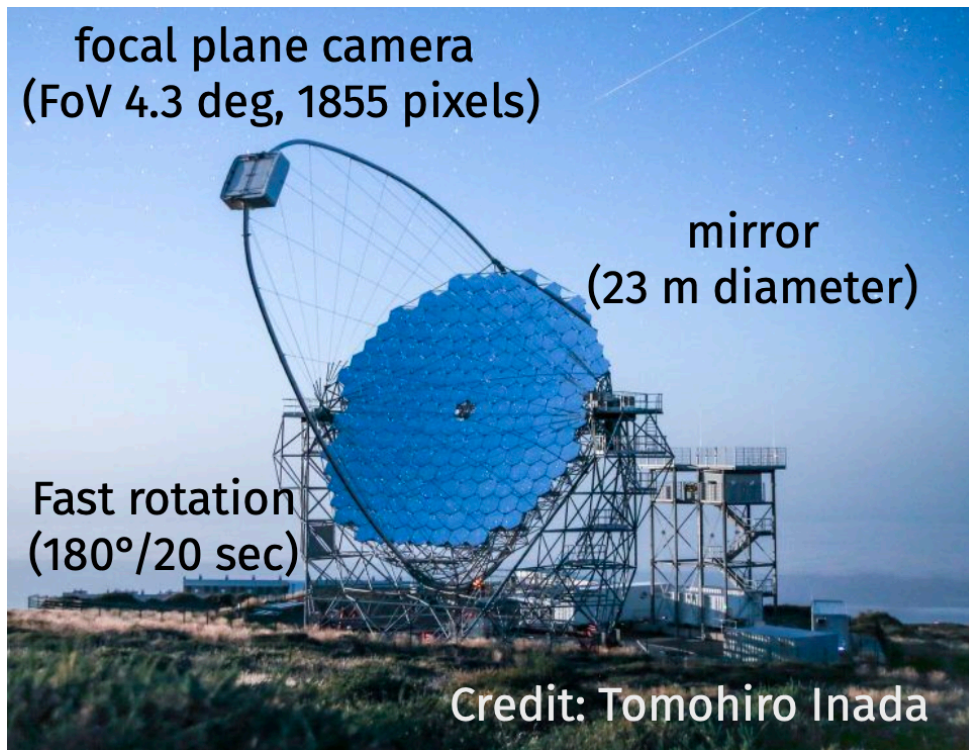 focal plane camera
(FoV 4.3 deg, 1855 pixels)
mirror
(23 m diameter)
Fast rotation
(180°/20 sec)
Credit: Tomohiro Inada